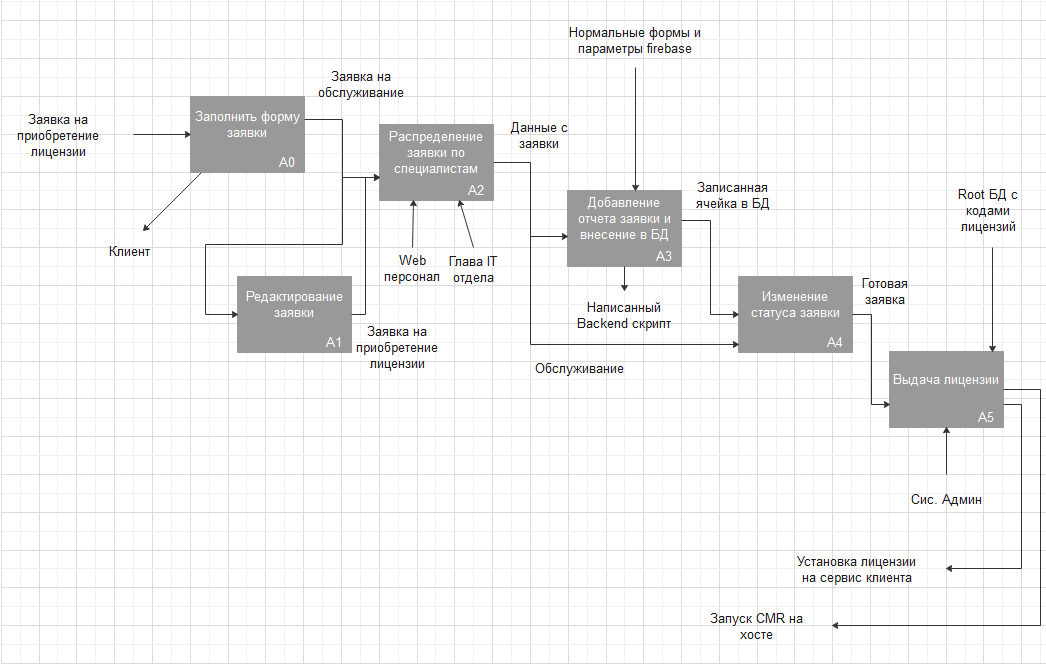 Нормальные формы и
параметры firebase
Заявка на
обслуживание
Заявка на
приобретение
лицензии
Заполнить форму
заявки
A0
Распределение
заявки по
специалистам
A2
Данные с
заявки
Клиент
Web
персонал
Глава IT
отдела
Добавление
отчета заявки и
внесение в БД
A3
Записанная
ячейка в БД
Root БД с
кодами
лицензий
Редактирование
заявки
A1
Заявка на
приобретение
лицензии
Написанный
Backend скрипт
Изменение
статуса заявки
A4
Готовая
заявка
Обслуживание
Выдача лицензии
A5
Сис. Админ
Установка лицензии
на сервис клиента
Запуск CMR на
хосте